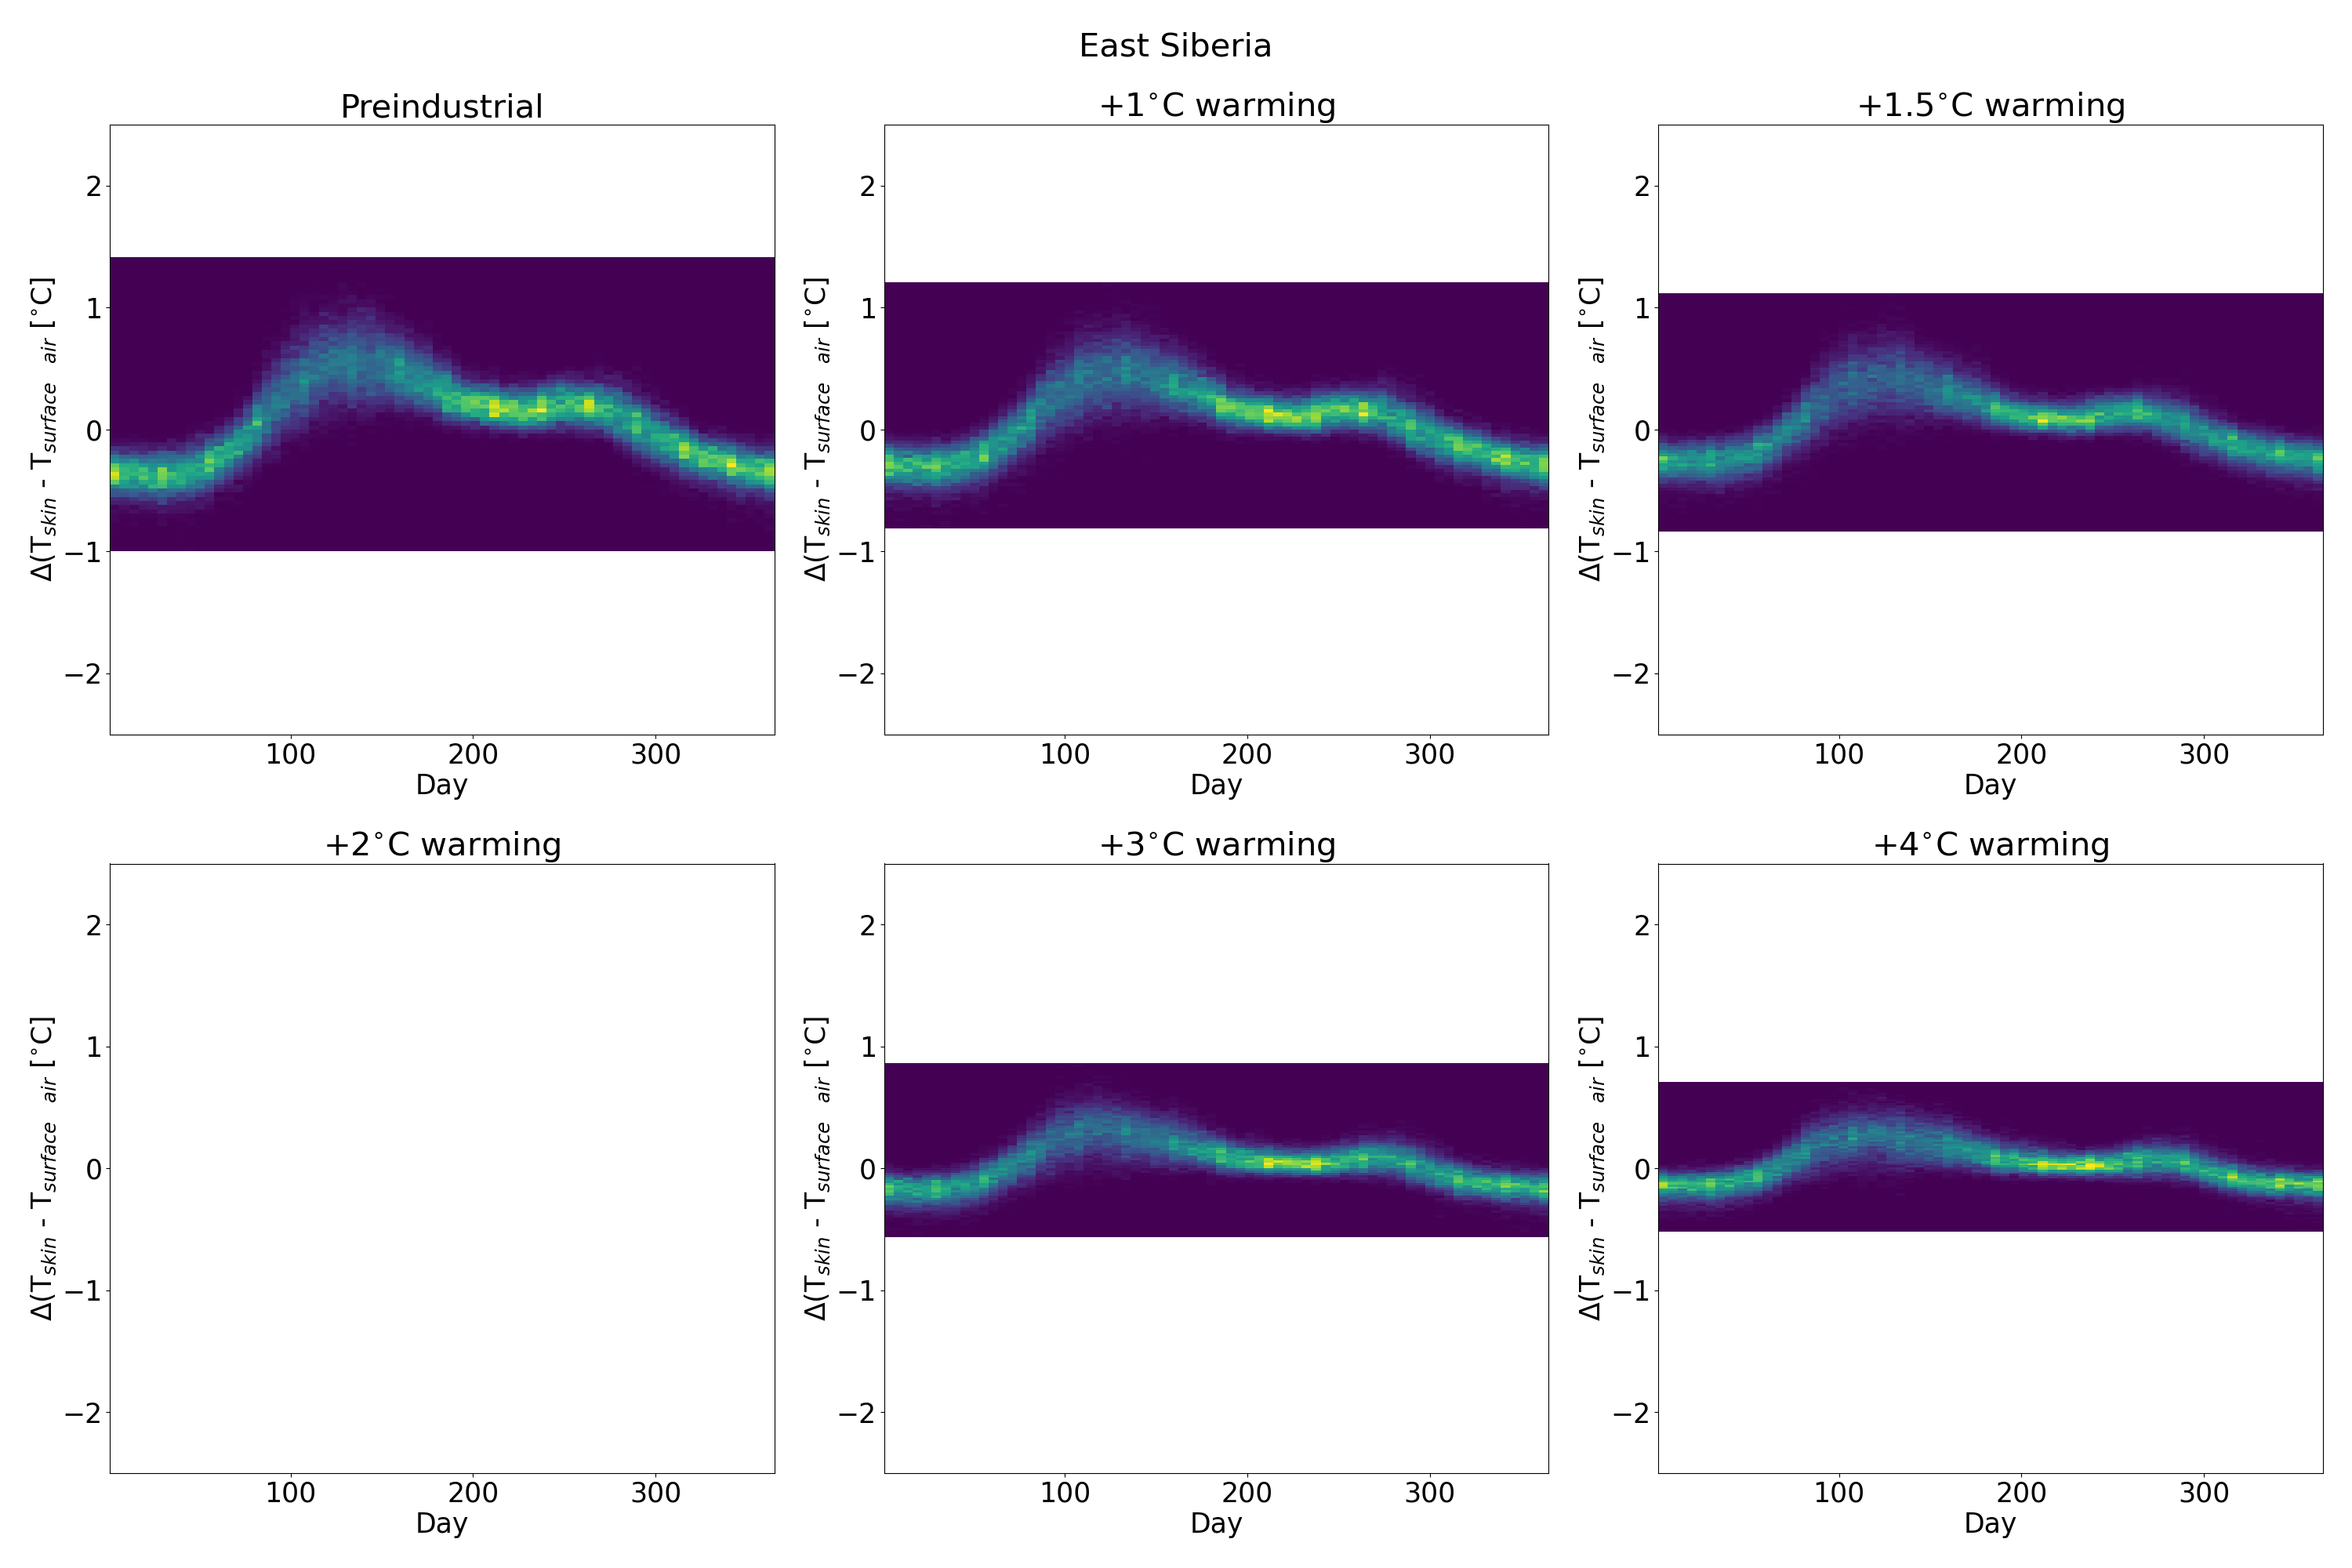 East Siberia
Preindustrial
+1°C warming
+1.5°C warming
Δ(T_skin - T_surface air [°C]
2
1
0
−1
−2
100 200 300
Day
Δ(T_skin - T_surface air [°C]
2
1
0
−1
−2
100 200 300
Day
Δ(T_skin - T_surface air [°C]
2
1
0
−1
−2
100 200 300
Day
+2°C warming
+3°C warming
+4°C warming
Δ(T_skin - T_surface air [°C]
2
1
0
−1
−2
100 200 300
Day
Δ(T_skin - T_surface air [°C]
2
1
0
−1
−2
100 200 300
Day
Δ(T_skin - T_surface air [°C]
2
1
0
−1
−2
100 200 300
Day